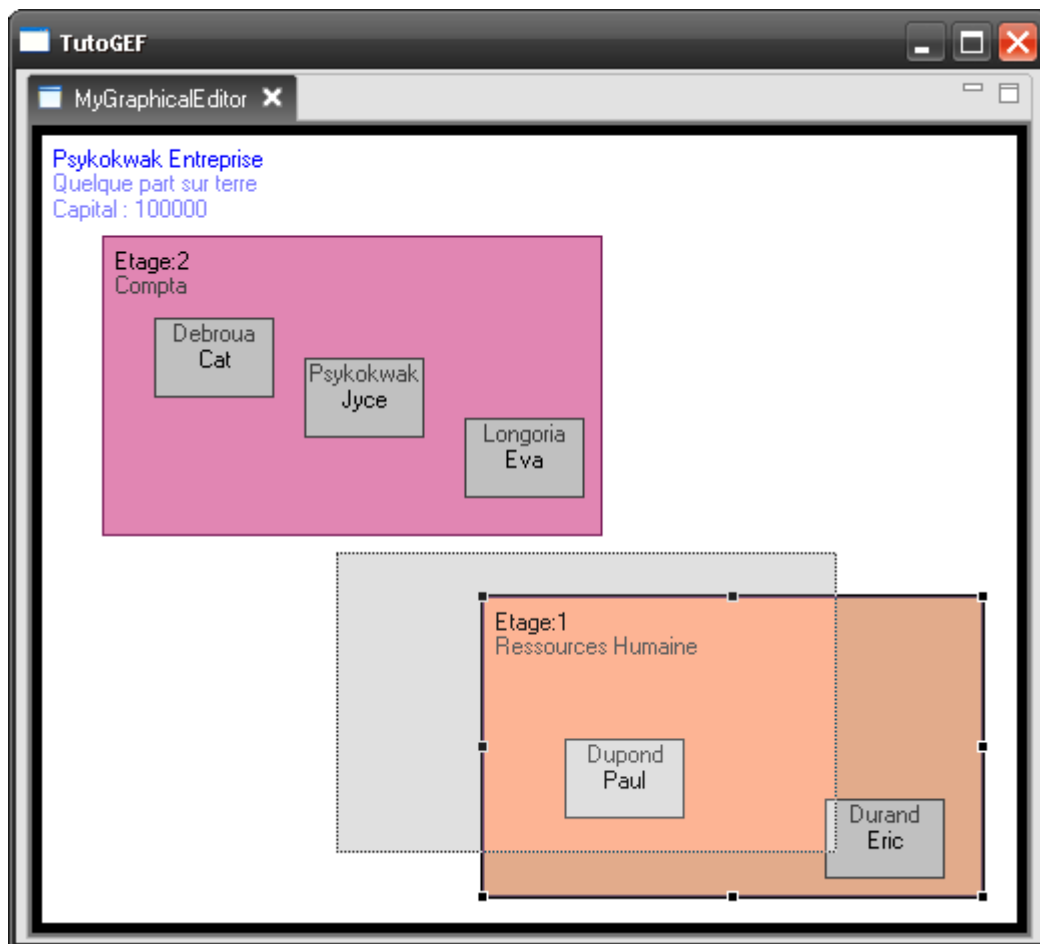 TutoGEF
MyGraphicalEditor
Psykokwak Entreprise
Quelque part sur terre
Capital : 100000
Etage:2
Compta
Debroua
Cat
Psykokwak
Jyce
Longoria
Eva
Etage:1
Ressources Humaine
Dupond
Paul
Durand
Eric